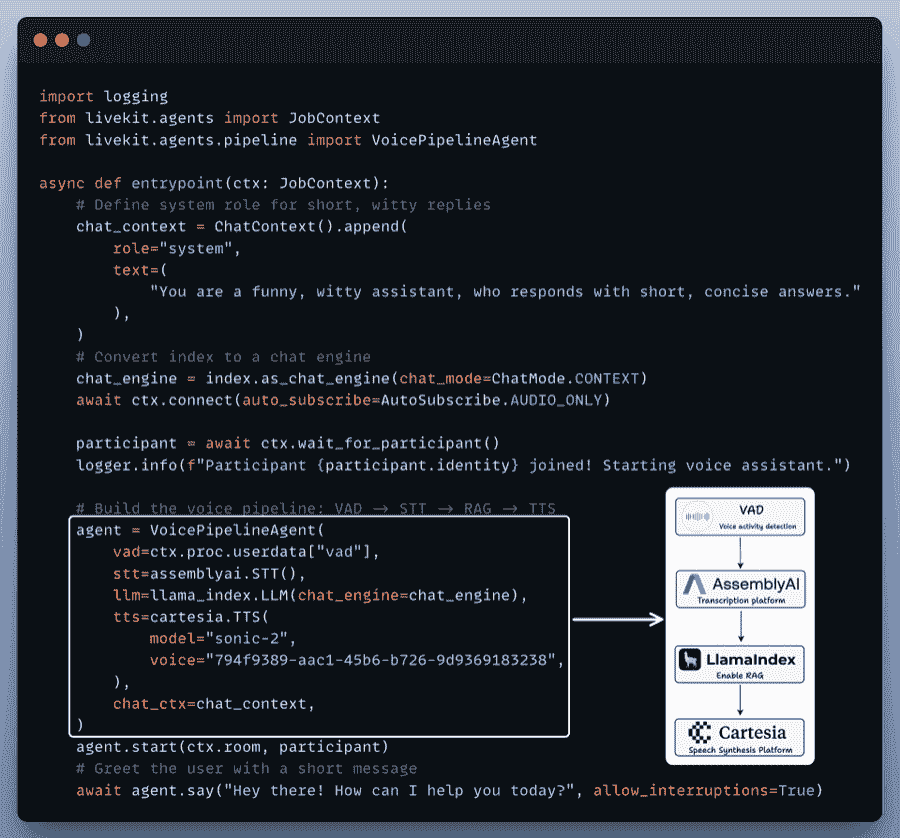 import logging
from livekit.agents import JobContext
from livekit.agents.pipeline import VoicePipelineAgent
async def entrypoint(ctx: JobContext):
    # Define system role for short, witty replies
    chat_context = ChatContext().append(
        role="system",
        text=(
            "You are a funny, witty assistant, who responds with short, concise answers."
        ),
    )
    # Convert index to a chat engine
    chat_engine = index.as_chat_engine(chat_mode=ChatMode.CONTEXT)
    await ctx.connect(auto_subscribe=AutoSubscribe.AUDIO_ONLY)
    participant = await ctx.wait_for_participant()
    logger.info(f"Participant {participant.identity} joined! Starting voice assistant.")
    # Build the voice pipeline: VAD → STT → RAG → TTS
    agent = VoicePipelineAgent(
        vad=ctx.proc.userdata["vad"],
        stt=assemblyai.STT(),
        llm=llama_index.LLM(chat_engine=chat_engine),
        tts=cartesia.TTS(
            model="sonic-2",
            voice="794f9389-aac1-45b6-b726-9d9369183238",
        ),
        chat_ctx=chat_context,
    )
    agent.start(ctx.room, participant)
    # Greet the user with a short message
    await agent.say("Hey there! How can I help you today?", allow_interruptions=True)
VAD
Voice activity detection
AssemblyAI
Transcription platform
LlamaIndex
Enable RAG
Cartesia
Speech Synthesis Platform